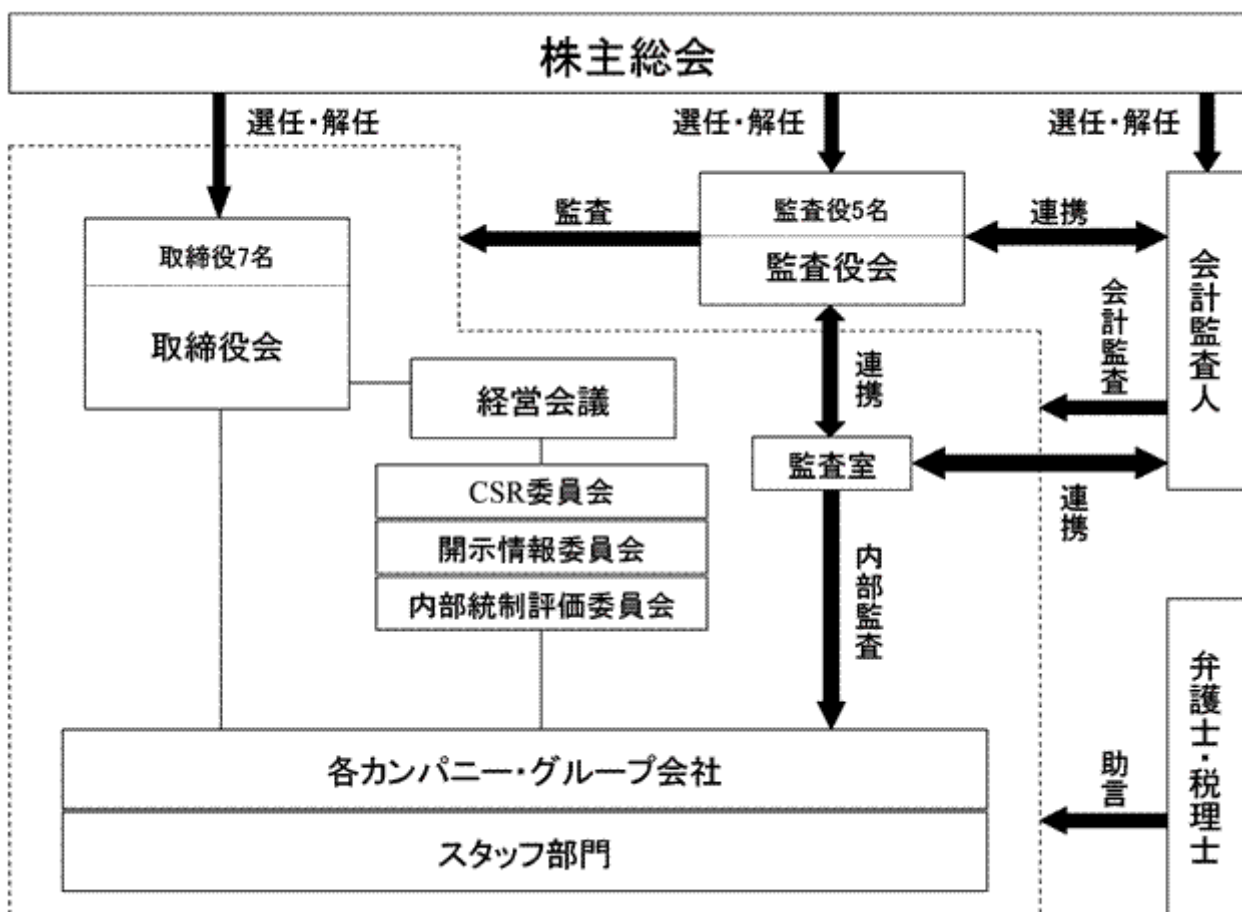 株主総会
選任・解任
選任・解任
選任・解任
取締役7名
取締役会
監査
監査役5名
監査役会
連携
会計監査人
会計監査
連携
経営会議
監査室
連携
CSR委員会
開示情報委員会
内部統制評価委員会
内部監査
各カンパニー・グループ会社
スタッフ部門
助言
弁護士・税理士